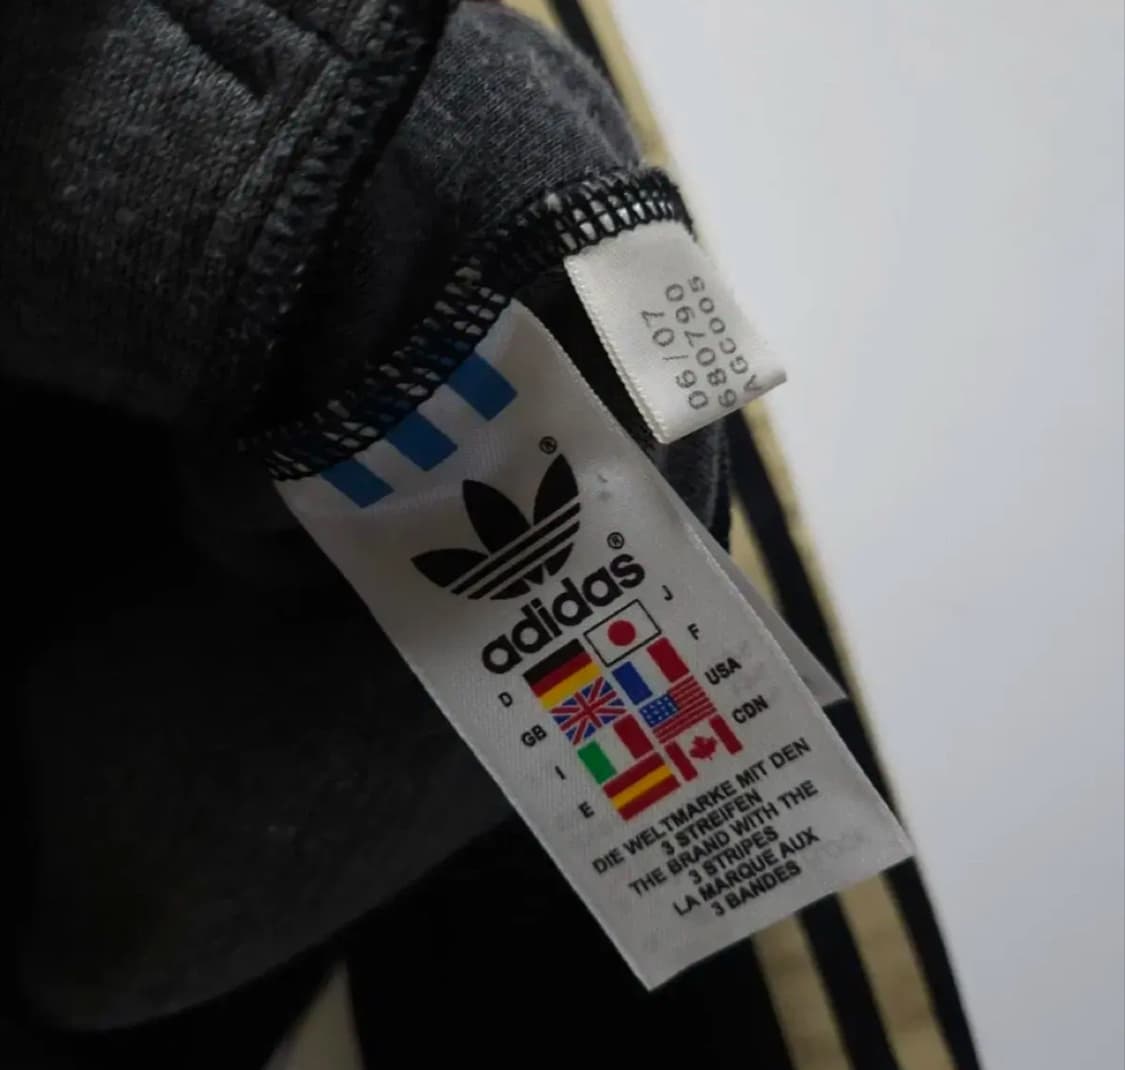 06/07
680790
AGC005
®
adidas®
J
D
F
GB
USA
I
CDN
E
DIE WELTMARKE MIT DEN
3 STREIFEN
THE BRAND WITH THE
3 STRIPES
LA MARQUE AUX
3 BANDES